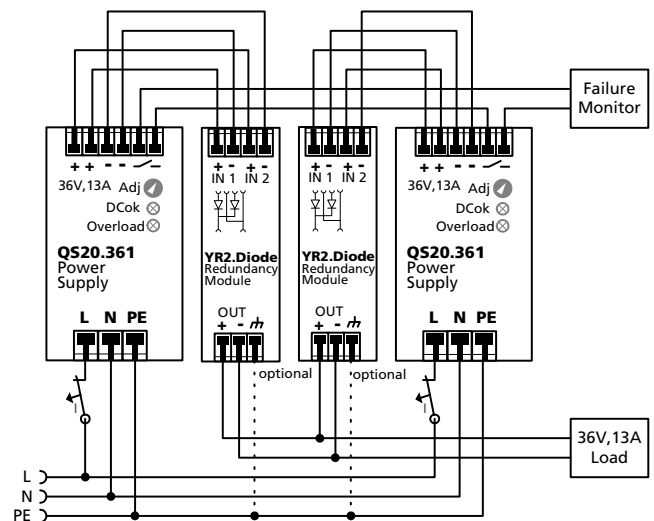 Failure
Monitor
+ + - -
36V,13A Adj
DCok
Overload
QS20.361
Power
Supply
L N PE
+ - + -
IN 1 IN 2
YR2.Diode
Redundancy
Module
OUT
+ -
optional
+ - + -
IN 1 IN 2
YR2.Diode
Redundancy
Module
OUT
+ -
optional
+ + - -
36V,13A Adj
DCok
Overload
QS20.361
Power
Supply
L N PE
I
I
36V,13A
Load
L
N
PE